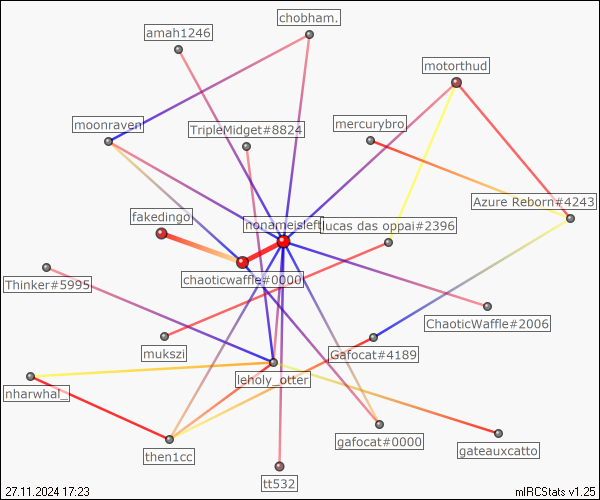 chobham.
amah1246
motorthud
moonraven
TripleMidget#8824
mercurybro
Azure Reborn#4243
fakedingo
nonameisleft
lucas das oppai#2396
chaoticwaffle#0000
Thinker#5995
ChaoticWaffle#2006
mukszi
Gafocat#4189
leholy_otter
nharwhal_
gafocat#0000
gateauxcatto
then1cc
tt532
27.11.2024 17:23
mIRCStats v1.25